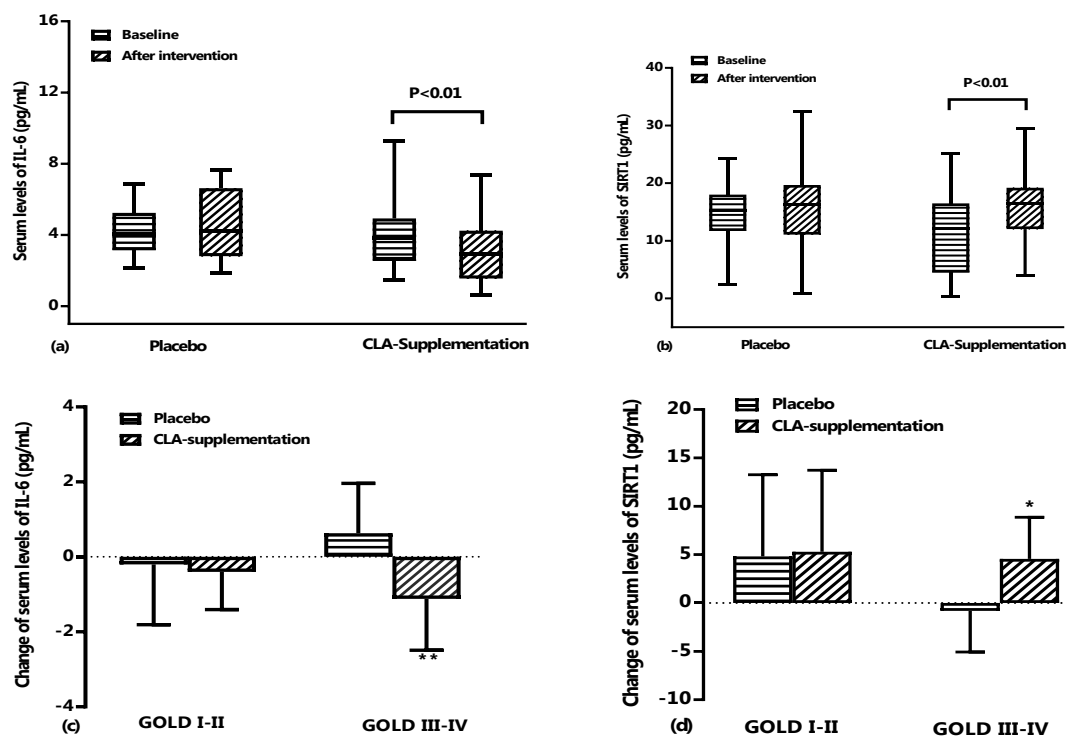 Serum levels of IL-6 (pg/mL)
16
12
8
4
0
Baseline
After intervention
P<0.01
(a)
Placebo
CLA-Supplementation
Serum levels of SIRT1 (pg/mL)
40
30
20
10
0
Baseline
After intervention
P<0.01
(b)
Placebo
CLA-Supplementation
Change of serum levels of IL-6 (pg/mL)
4
2
0
-2
-4
Placebo
CLA-supplementation
**
(c)
GOLD I-II
GOLD III-IV
Change of serum levels of SIRT1 (pg/mL)
20
15
10
5
0
-5
-10
Placebo
CLA-supplementation
*
(d)
GOLD I-II
GOLD III-IV